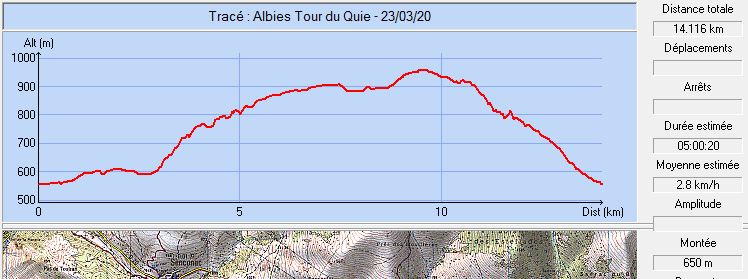 Tracé : Albies Tour du Quie - 23/03/20
Alt (m)
1000
900
800
700
600
500
0
5
10
Dist (km)
Distance totale
14.116 km
Déplacements
Arrêts
Durée estimée
05:00:20
Moyenne estimée
2.8 km/h
Amplitude
Montée
650 m